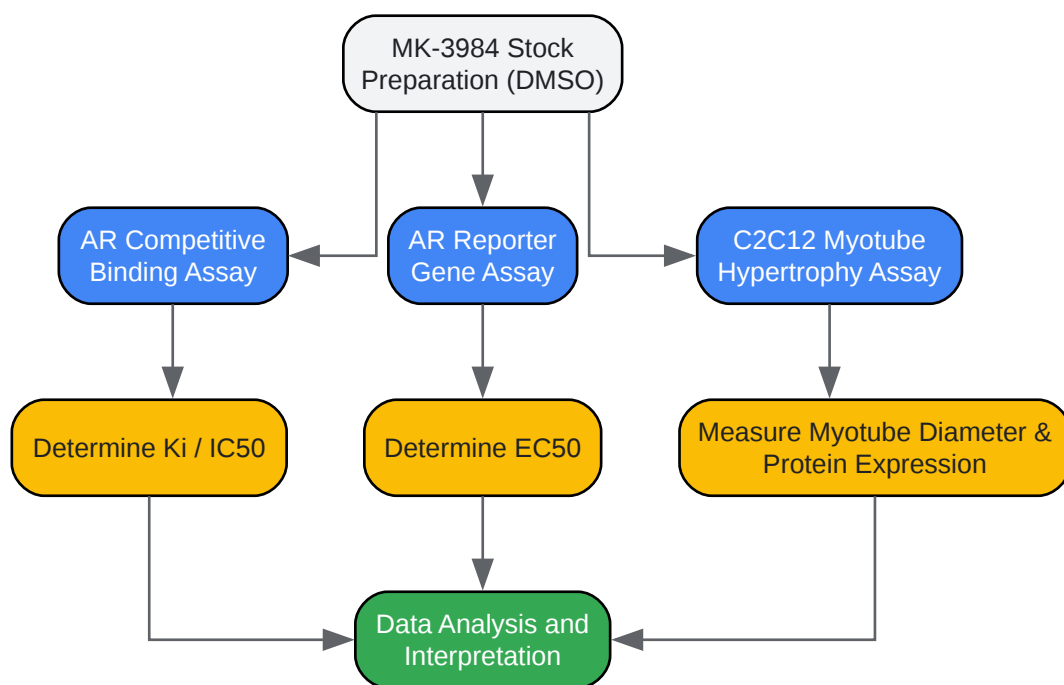 MK-3984 Stock
Preparation (DMSO)
AR Competitive
Binding Assay
AR Reporter
Gene Assay
C2C12 Myotube
Hypertrophy Assay
Determine Ki / IC50
Determine EC50
Measure Myotube Diameter &
Protein Expression
Data Analysis and
Interpretation